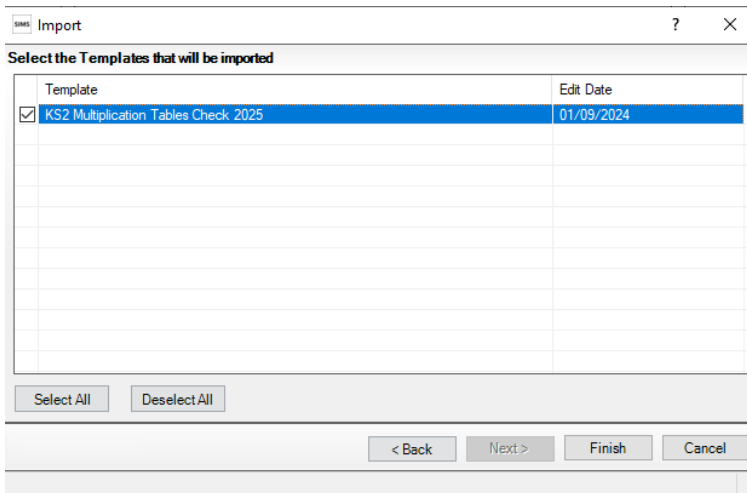 SIMS Import ? X
Select the Templates that will be imported
Template Edit Date
KS2 Multiplication Tables Check 2025 01/09/2024
Select All Deselect All
< Back Next > Finish Cancel